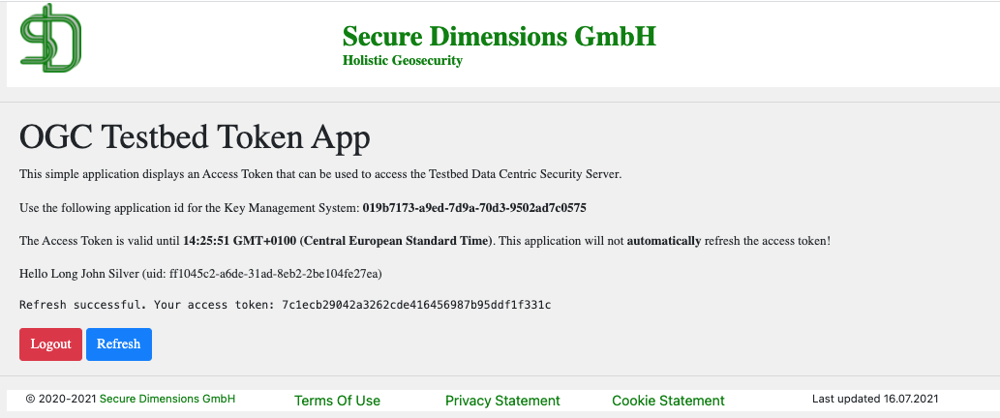 SD
Secure Dimensions GmbH
Holistic Geosecurity
OGC Testbed Token App
This simple application displays an Access Token that can be used to access the Testbed Data Centric Security Server.
Use the following application id for the Key Management System: 019b7173-a9ed-7d9a-70d3-9502ad7c0575
The Access Token is valid until 14:25:51 GMT+0100 (Central European Standard Time). This application will not automatically refresh the access token!
Hello Long John Silver (uid: ff1045c2-a6de-31ad-8eb2-2be104fe27ea)
Refresh successful. Your access token: 7c1ecb29042a3262cde416456987b95ddf1f331c
Logout Refresh
© 2020-2021 Secure Dimensions GmbH Terms Of Use Privacy Statement Cookie Statement Last updated 16.07.2021